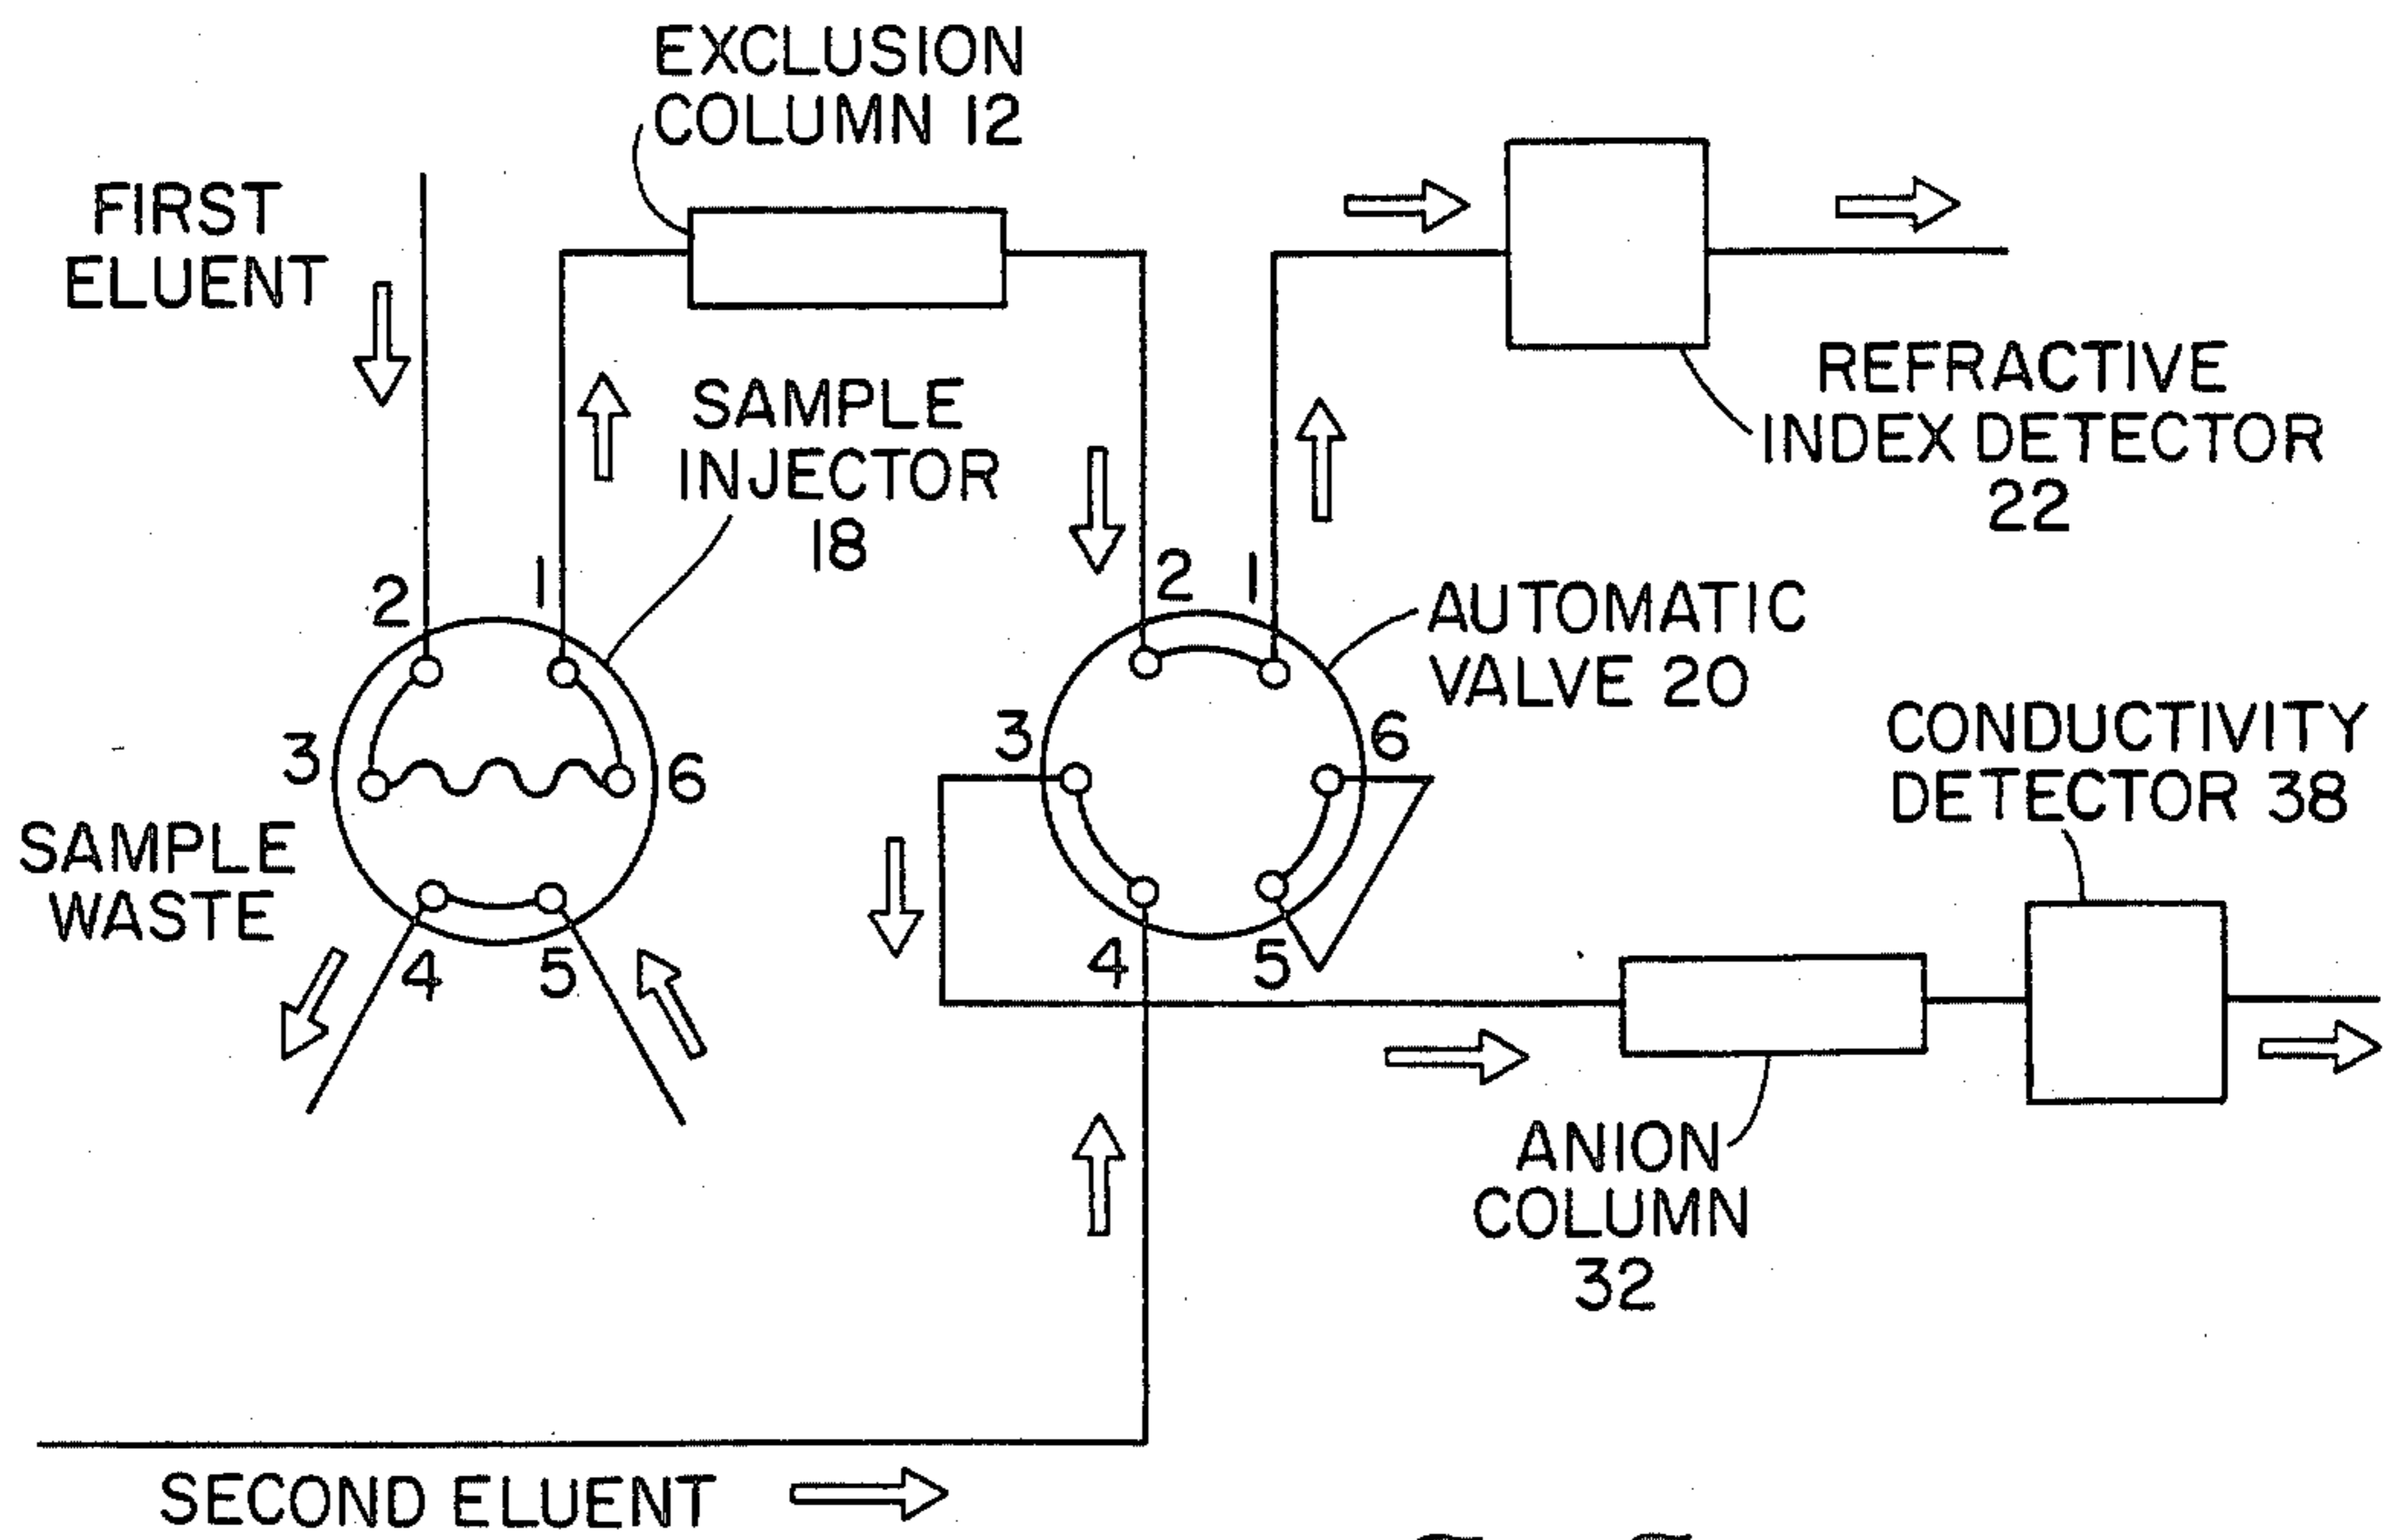 EXCLUSION
COLUMN 12
FIRST
ELUENT
SAMPLE
INJECTOR
18
REFRACTIVE
INDEX DETECTOR
22
2
1
3
6
4
5
SAMPLE
WASTE
2
1
3
6
4
5
AUTOMATIC
VALVE 20
CONDUCTIVITY
DETECTOR 38
ANION
COLUMN
32
SECOND ELUENT